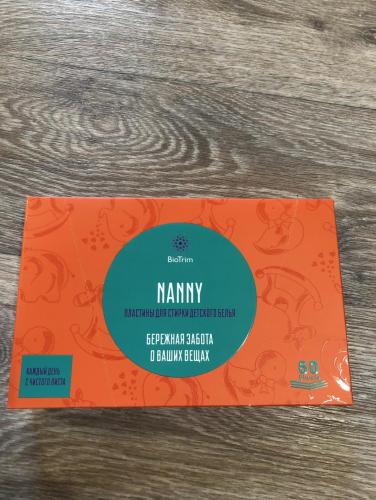 BioTrim
NANNY
ПЛАСТИНЫ ДЛЯ СТИРКИ ДЕТСКОГО БЕЛЬЯ
БЕРЕЖНАЯ ЗАБОТА
О ВАШИХ ВЕЩАХ
КАЖДЫЙ ДЕНЬ
С ЧИСТОГО ЛИСТА
60